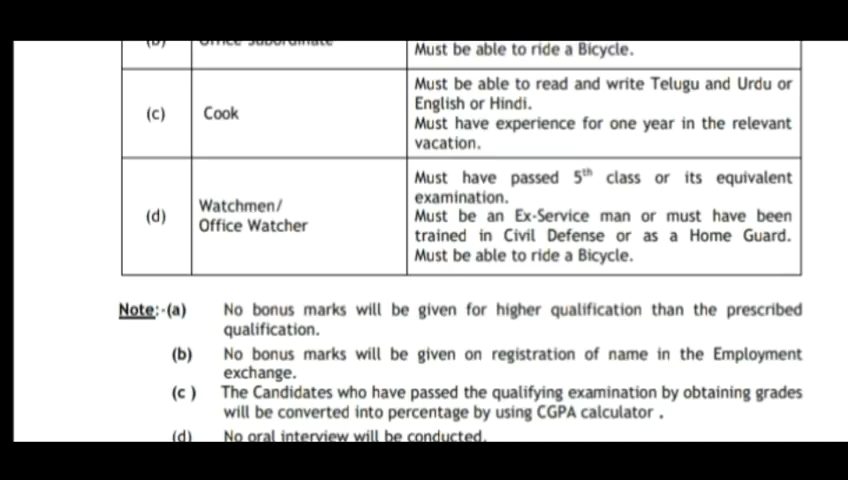 (b)
Office Subordinate
Must be able to ride a Bicycle.
(c)
Cook
Must be able to read and write Telugu and Urdu or
English or Hindi.
Must have experience for one year in the relevant
vacation.
(d)
Watchmen/
Office Watcher
Must have passed 5th class or its equivalent
examination.
Must be an Ex-Service man or must have been
trained in Civil Defense or as a Home Guard.
Must be able to ride a Bicycle.
Note:-(a) No bonus marks will be given for higher qualification than the prescribed
qualification.
(b) No bonus marks will be given on registration of name in the Employment
exchange.
(c ) The Candidates who have passed the qualifying examination by obtaining grades
will be converted into percentage by using CGPA calculator .
(d) No oral interview will be conducted.